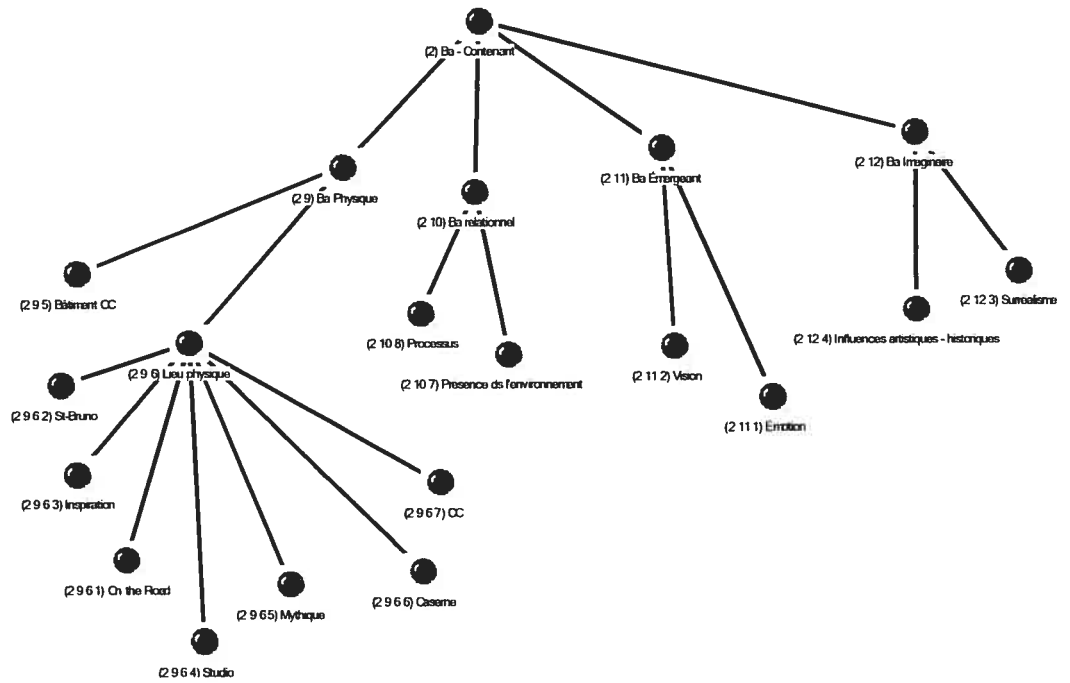 (2) Ba - Contenant
(2 12) Ba Imaginaire
(2 11) Ba Émergeant
(2 9) Ba Physique
(2 10) Ba relationnel
(2 9 5) Bâtiment CC
(2 12 3) Surréalisme
(2 12 4) Influences artistiques - historiques
(2 10 8) Processus
(2 9 6) Lieu physique
(2 11 2) Vision
(2 10 7) Presence ds l'environnement
(2 9 6 2) St-Bruno
(2 11 1) Émotion
(2 9 6 3) Inspiration
(2 9 6 7) CC
(2 9 6 1) On the Road
(2 9 6 6) Caserne
(2 9 6 5) Mythique
(2 9 6 4) Studio